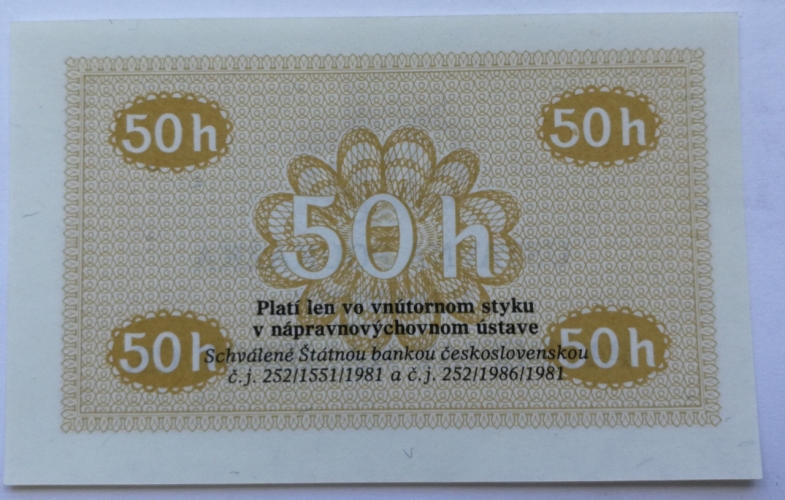 50 h
50 h
50 h
Platí len vo vnútornom styku
v nápravnovýchovnom ústave
50 h
50 h
Schválené Štátnou bankou československou
č. j. 252/1551/1981 a č. j. 252/1986/1981